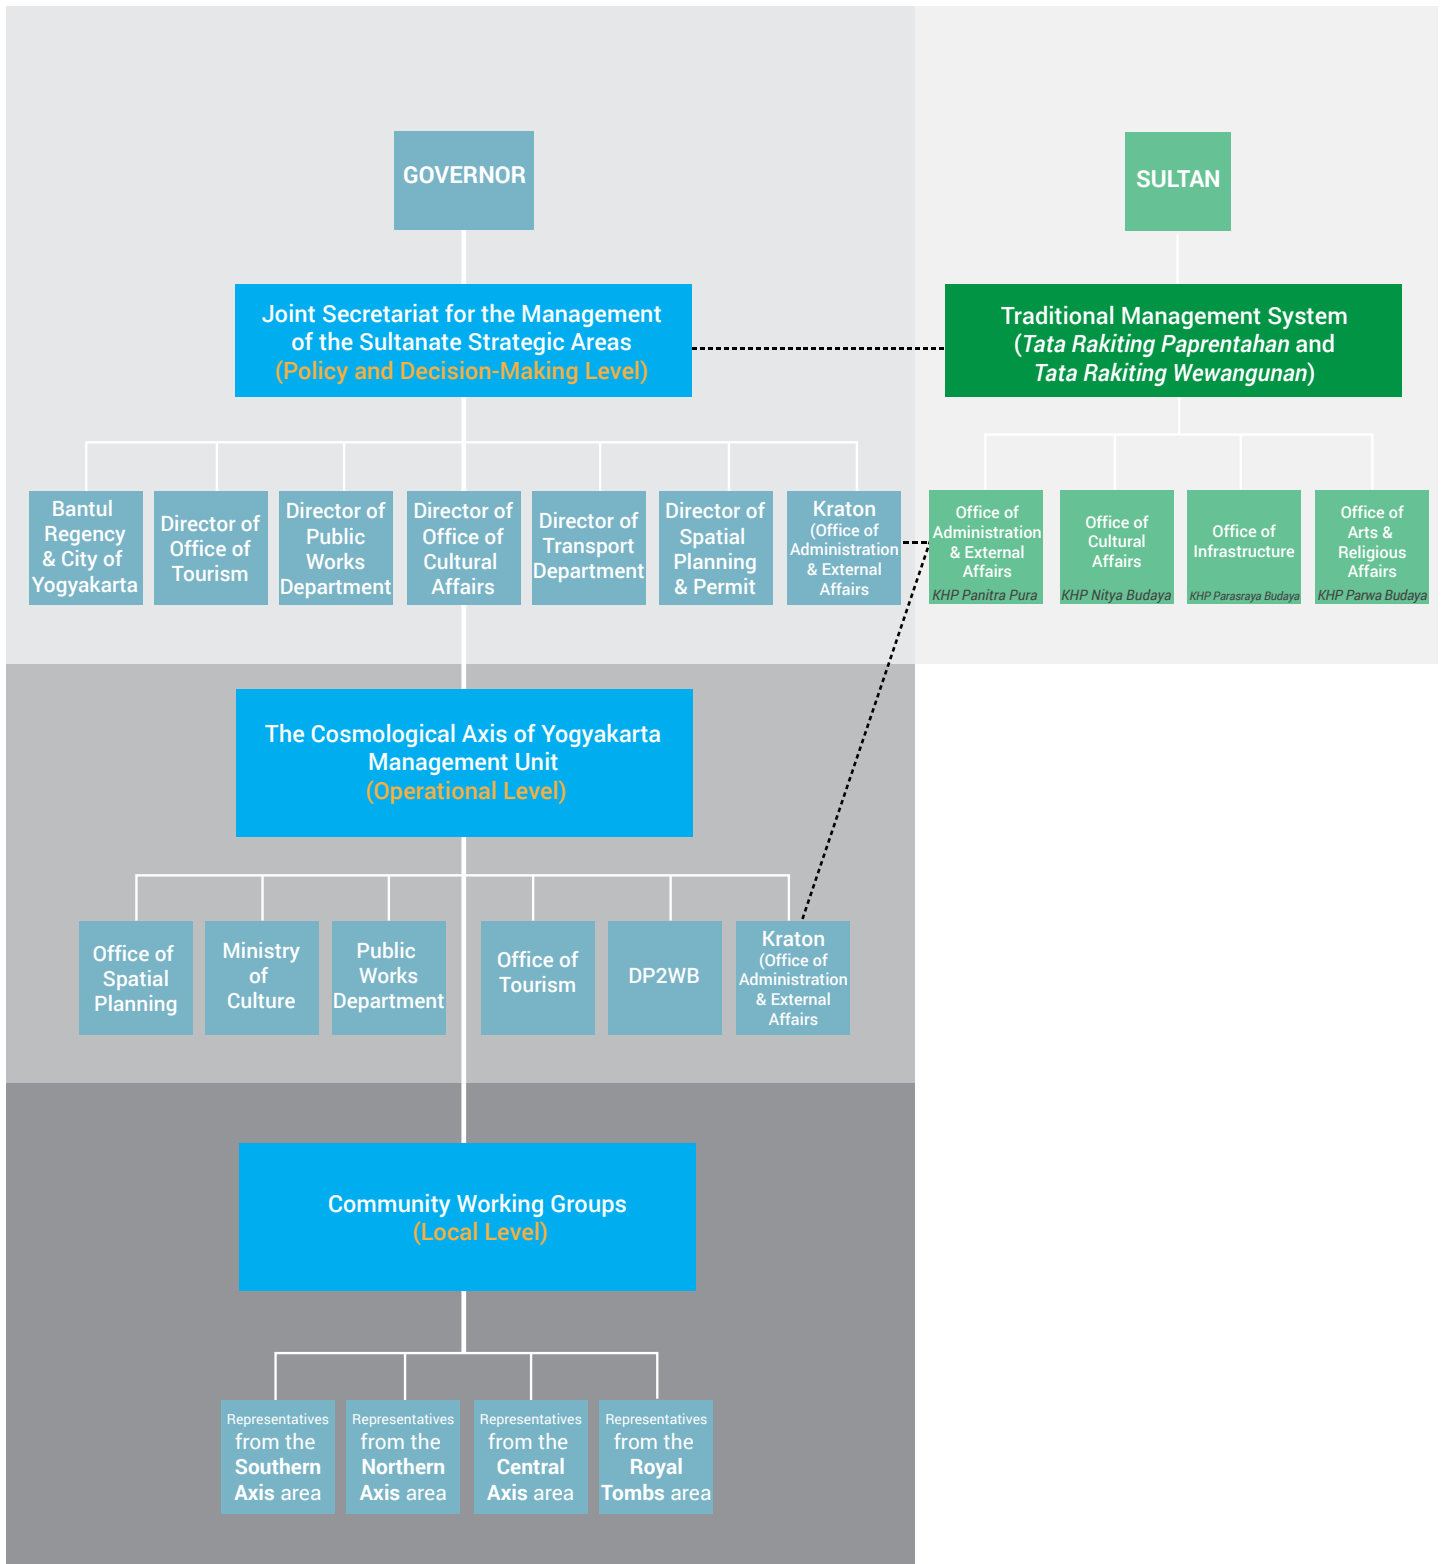 GOVERNOR
SULTAN
Joint Secretariat for the Management
of the Sultanate Strategic Areas
(Policy and Decision-Making Level)
Traditional Management System
(Tata Rakiting Paprentahan and
Tata Rakiting Wewangunan)
Bantul
Regency
& City of
Yogyakarta
Director of
Office of
Tourism
Director of
Public
Works
Department
Director of
Office of
Cultural
Affairs
Director of
Transport
Department
Director of
Spatial
Planning
& Permit
Kraton
(Office of
Administration
& External
Affairs
Office of
Administration
& External
Affairs
KHP Panitra Pura
Office of
Cultural
Affairs
KHP Nitya Budaya
Office of
Infrastructure
KHP Parasraya Budaya
Office of
Arts &
Religious
Affairs
KHP Parwa Budaya
The Cosmological Axis of Yogyakarta
Management Unit
(Operational Level)
Office of
Spatial
Planning
Ministry
of
Culture
Public
Works
Department
Office of
Tourism
DP2WB
Kraton
(Office of
Administration
& External
Affairs
Community Working Groups
(Local Level)
Representatives
from the
Southern
Axis area
Representatives
from the
Northern
Axis area
Representatives
from the
Central
Axis area
Representatives
from the
Royal
Tombs area